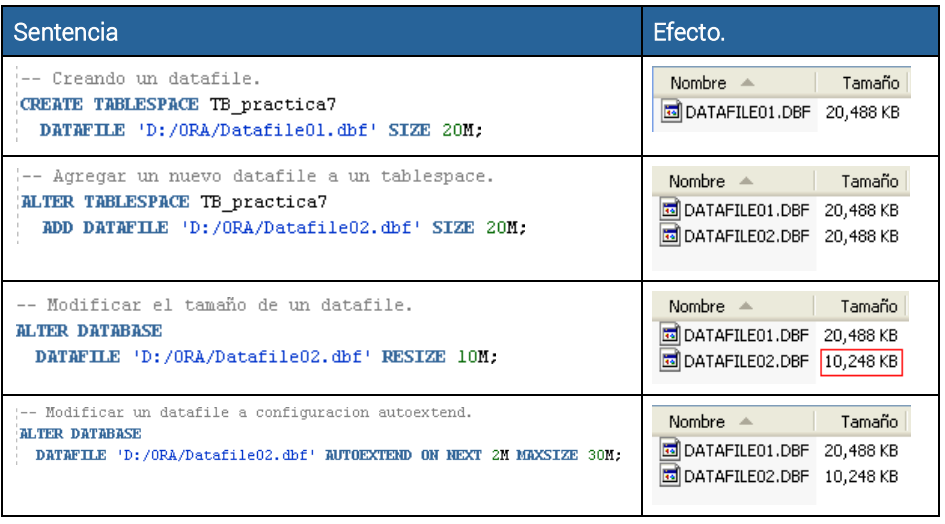 Sentencia
Efecto.
-- Creando un datafile.
CREATE TABLESPACE TB_practica7
DATAFILE 'D:/ORA/Datafile01.dbf' SIZE 20M;
Nombre Tamaño
DATAFILE01.DBF 20,488 KB
-- Agregar un nuevo datafile a un tablespace.
ALTER TABLESPACE TB_practica7
ADD DATAFILE 'D:/ORA/Datafile02.dbf' SIZE 20M;
Nombre Tamaño
DATAFILE01.DBF 20,488 KB
DATAFILE02.DBF 20,488 KB
-- Modificar el tamaño de un datafile.
ALTER DATABASE
DATAFILE 'D:/ORA/Datafile02.dbf' RESIZE 10M;
Nombre Tamaño
DATAFILE01.DBF 20,488 KB
DATAFILE02.DBF 10,248 KB
-- Modificar un datafile a configuracion autoextend.
ALTER DATABASE
DATAFILE 'D:/ORA/Datafile02.dbf' AUTOEXTEND ON NEXT 2M MAXSIZE 30M;
Nombre Tamaño
DATAFILE01.DBF 20,488 KB
DATAFILE02.DBF 10,248 KB